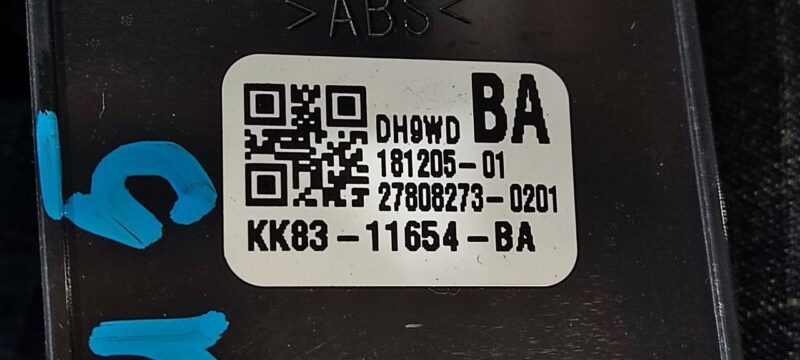 >ABS<
DH9WD BA
181205-01
27808273-0201
KK83-11654-BA